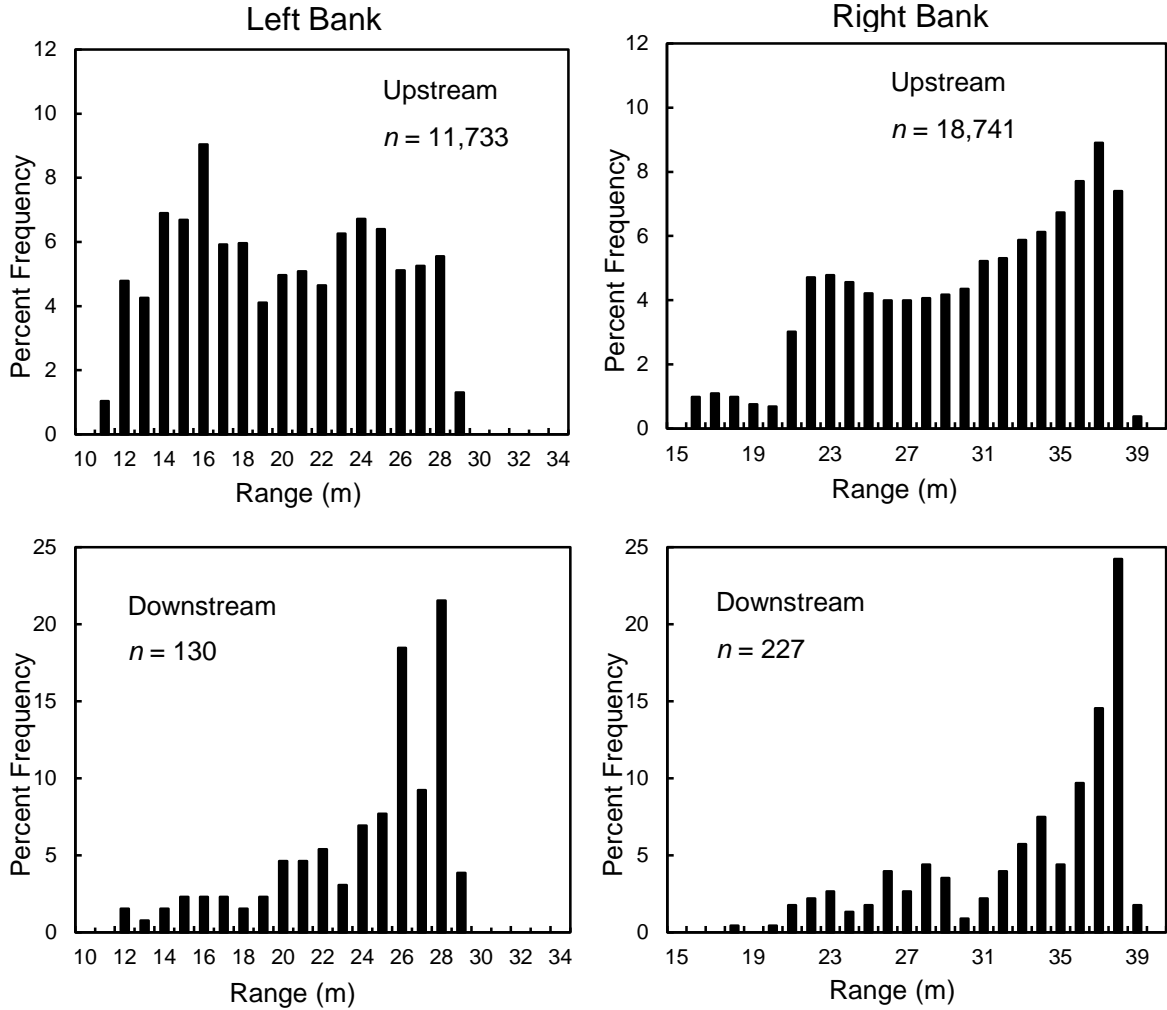 Left Bank
Right Bank
12
10
8
6
4
2
0
Percent Frequency
Upstream
n = 11,733
10 12 14 16 18 20 22 24 26 28 30 32 34
Range (m)
12
10
8
6
4
2
0
Percent Frequency
Upstream
n = 18,741
15 19 23 27 31 35 39
Range (m)
25
20
15
10
5
0
Percent Frequency
Downstream
n = 130
10 12 14 16 18 20 22 24 26 28 30 32 34
Range (m)
25
20
15
10
5
0
Percent Frequency
Downstream
n = 227
15 19 23 27 31 35 39
Range (m)